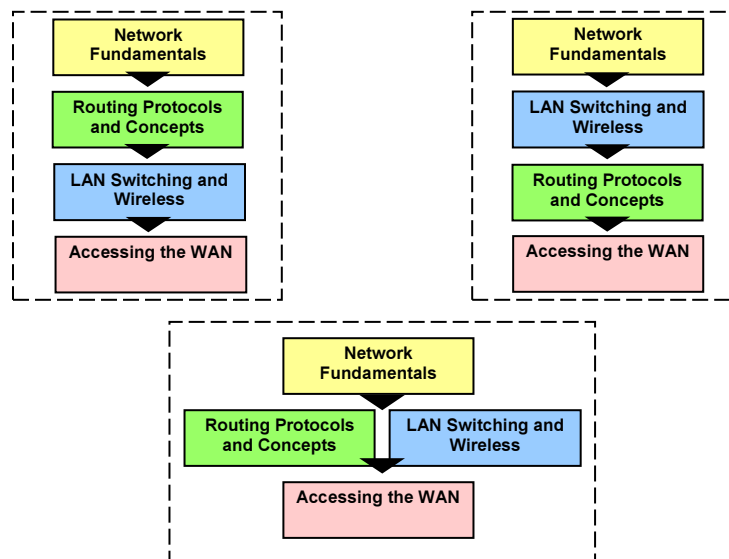 Network
Fundamentals
Routing Protocols
and Concepts
LAN Switching and
Wireless
Accessing the WAN
Network
Fundamentals
LAN Switching and
Wireless
Routing Protocols
and Concepts
Accessing the WAN
Network
Fundamentals
Routing Protocols
and Concepts
LAN Switching and
Wireless
Accessing the WAN